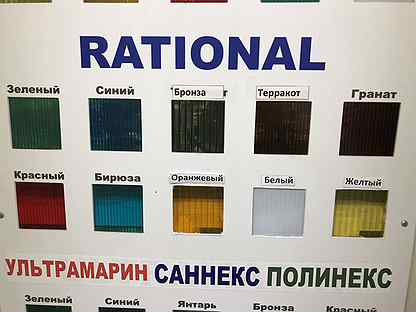 RATIONAL
Зеленый Синий Бронза Терракот Гранат
Красный Бирюза Оранжевый Белый Желтый
УЛЬТРАМАРИН САННЕКС ПОЛИНЕКС
Зеленый Синий Янтарь Бронза Красный